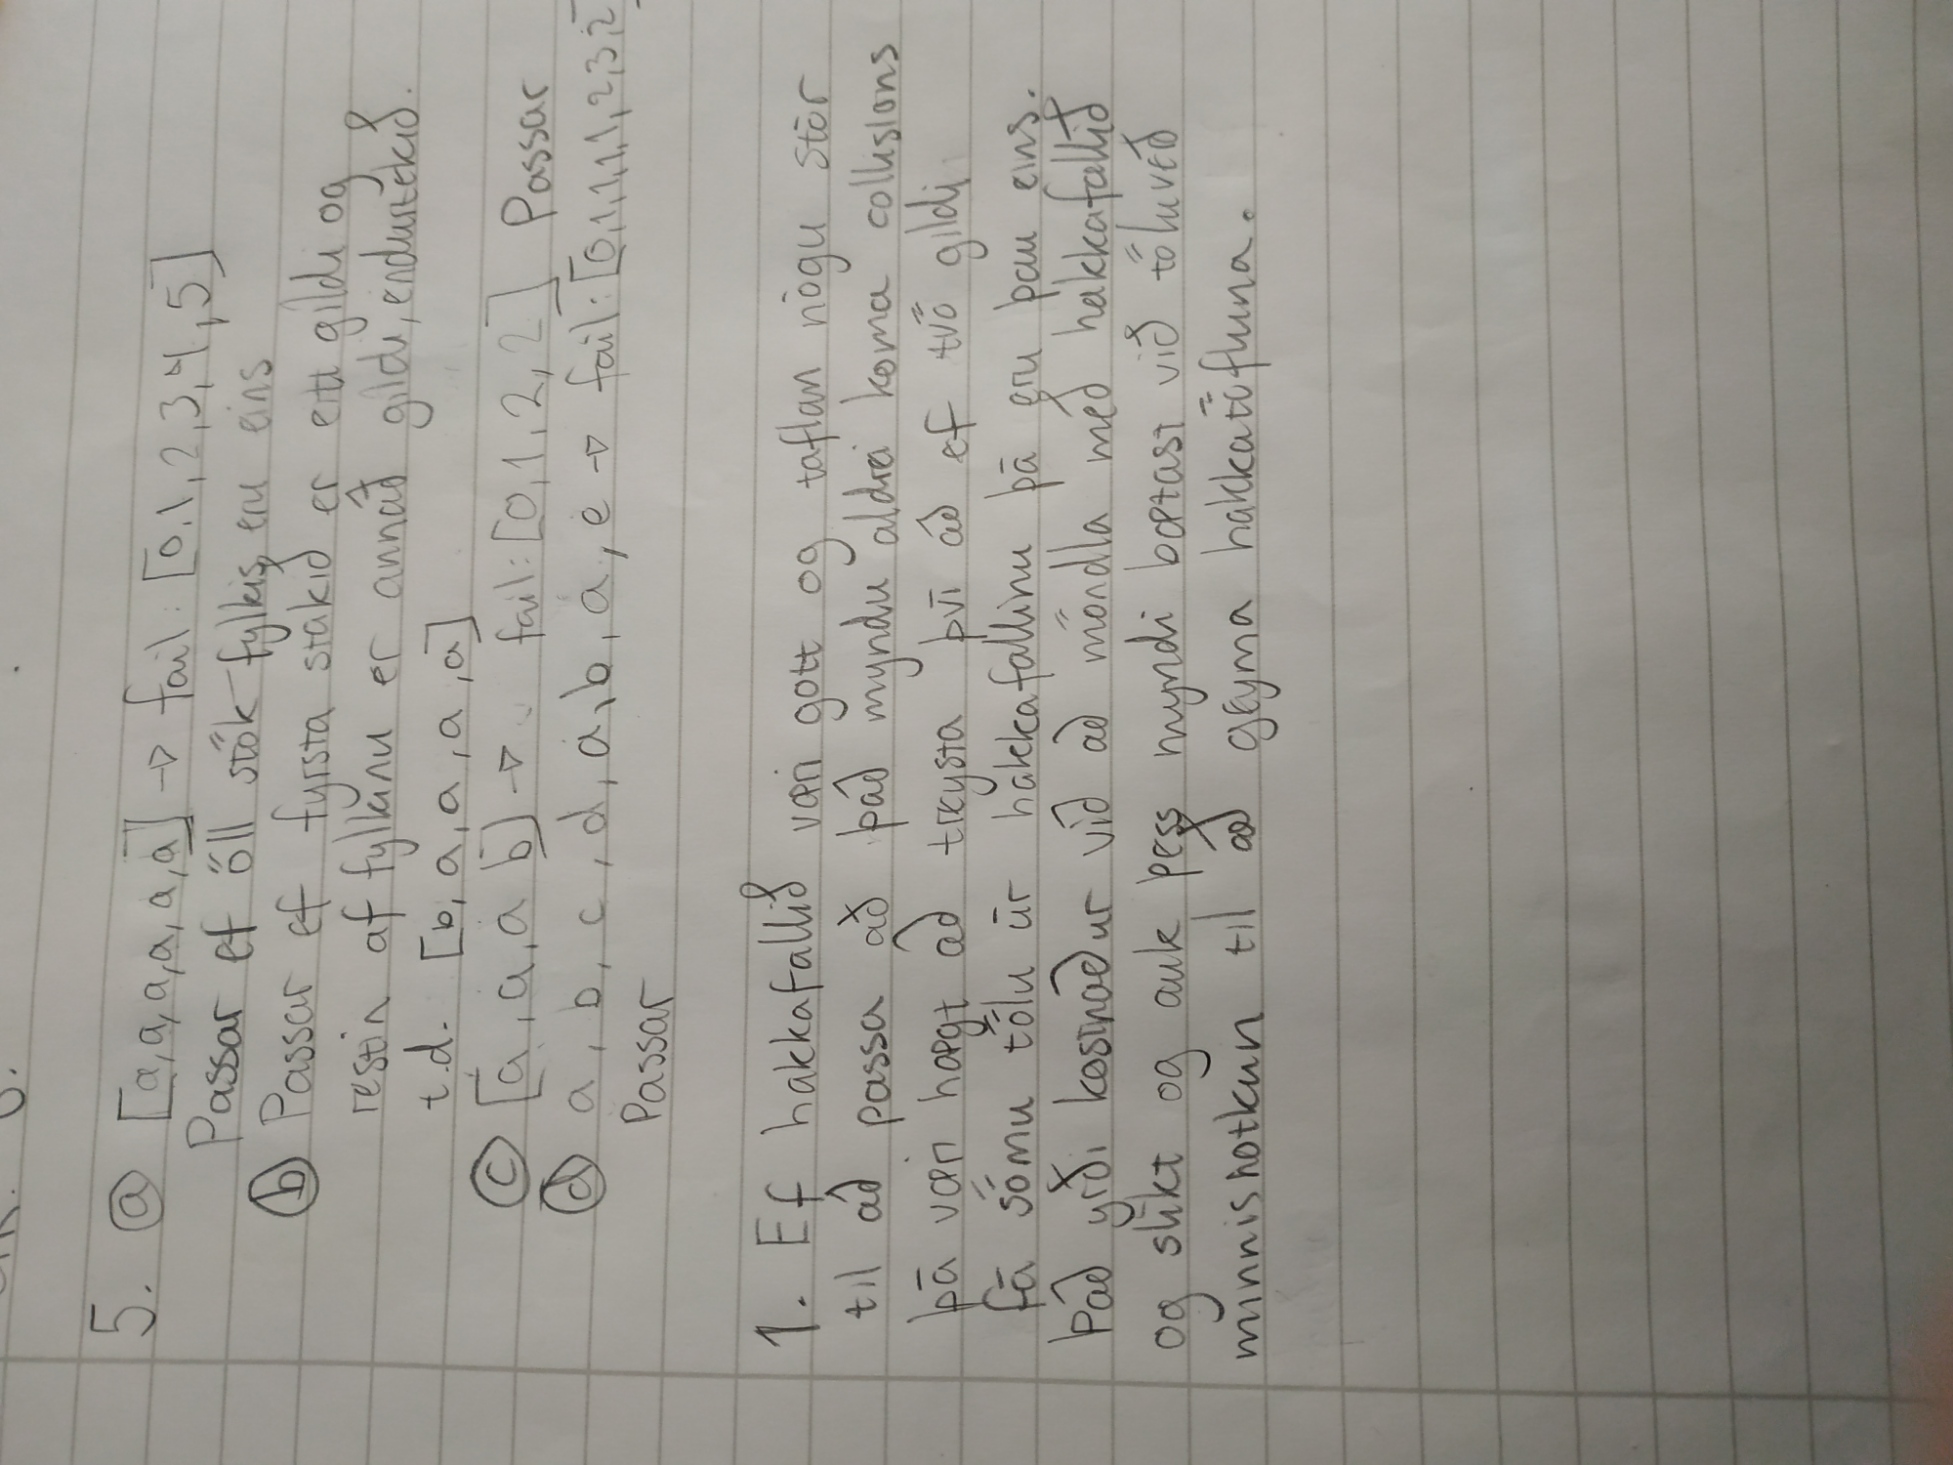 5. ⓐ [a, a, a, a, a, a] → fail: [0, 1, 2, 3, 4, 5]
Passar ef öll stök fylkis eru eins
ⓑ Passar ef fyrsta stakið er eitt gildi og
restin af fylkinu er annað gildi, endurtekið.
t.d. [b, a, a, a, a]
ⓒ [a, a, a b] → fail: [0, 1, 2, 2] Passar
ⓓ a, b, c, d, a, b, a, e → fail: [0, 1, 1, 1, 1, 2, 3, 2]
Passar
1. Ef hakkafallið væri gott og taflan nógu stór
til að passa að það myndu aldrei koma collisions
þá væri hægt að treysta því að ef tvö gildi
fá sömu tölu úr hakkafallinu þá eru þau eins.
Það yrði kostnaður við að möndla með hakkafallið
og slíkt og auk þess myndi bætast við töluverð
minnisnotkun til að geyma hakkatöfluna.